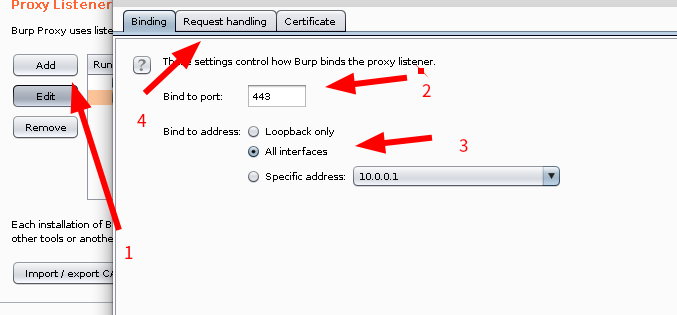 Proxy Listener
Burp Proxy uses liste
Add
Edit
Remove
Run
Each installation of B
other tools or anothe
Import / export CA
Binding
Request handling
Certificate
? These settings control how Burp binds the proxy listener.
Bind to port: 443
Bind to address: Loopback only
All interfaces
Specific address: 10.0.0.1
1
2
3
4